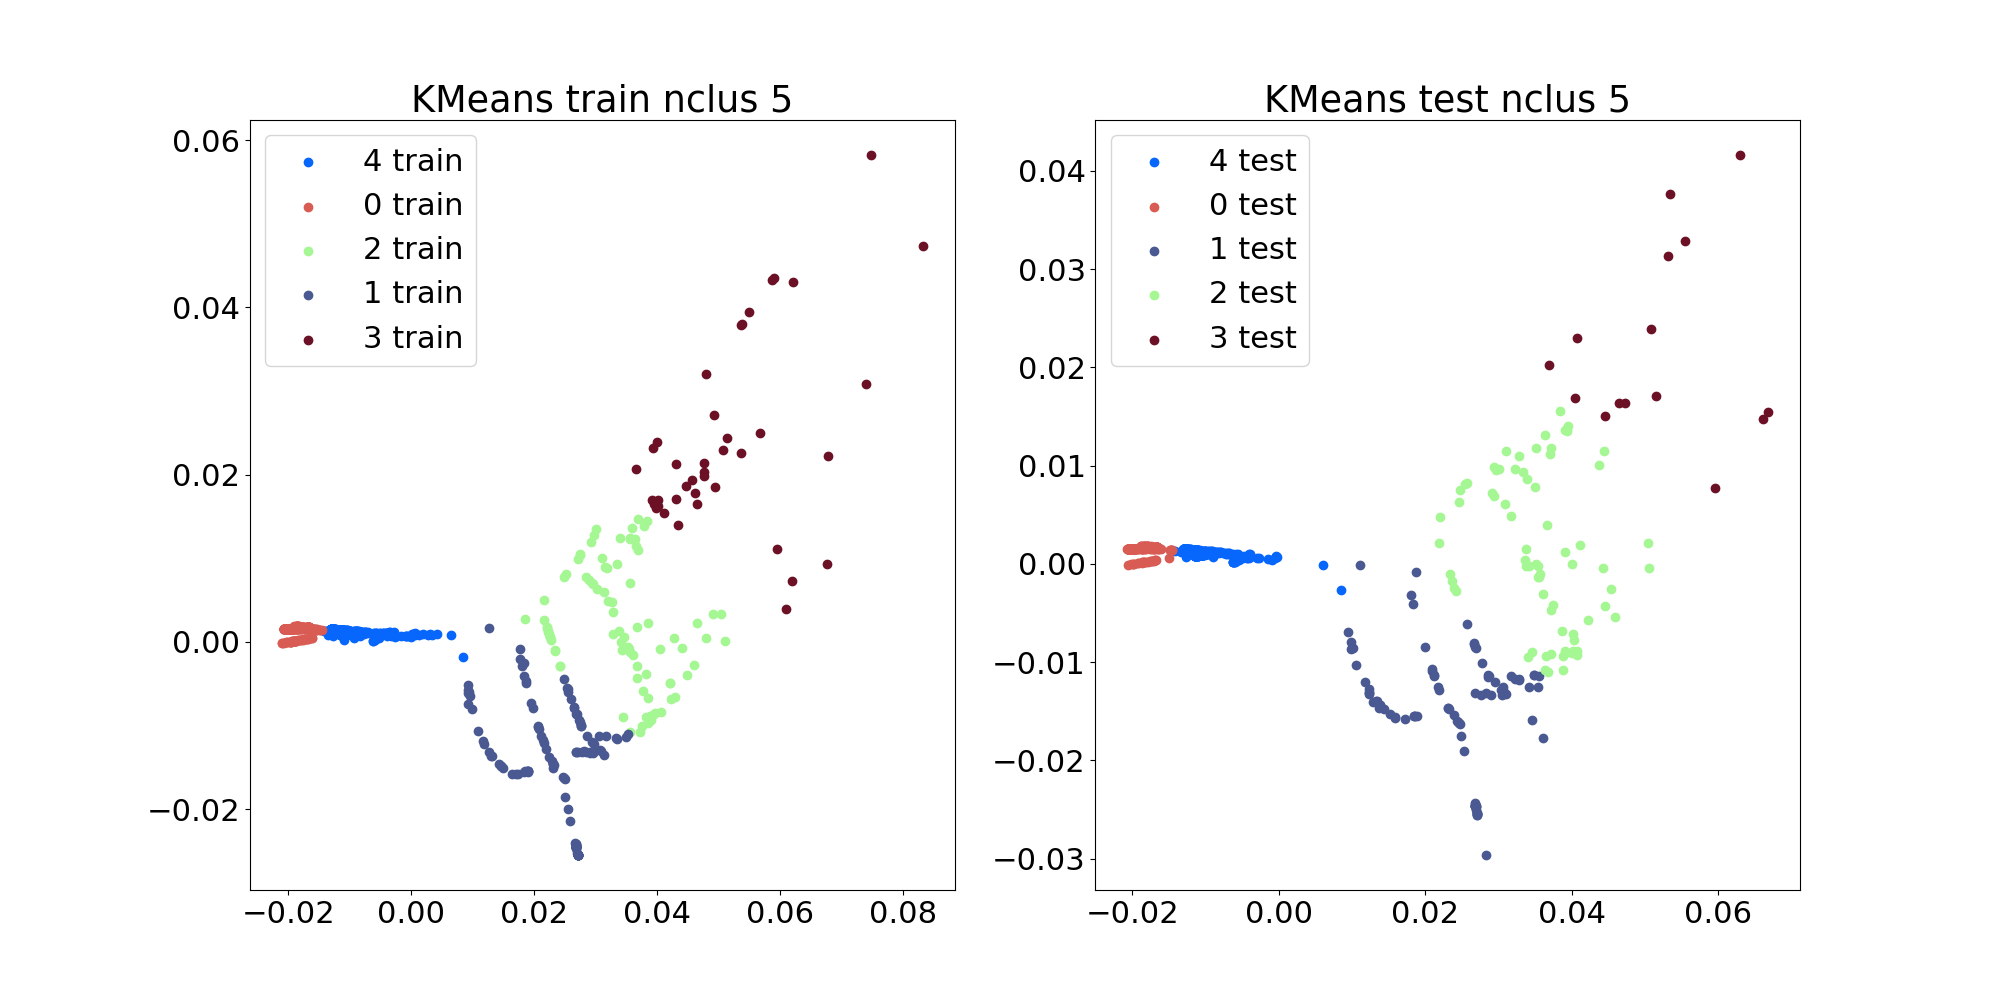 KMeans train nclus 5
0.06
0.04
0.02
0.00
−0.02
−0.02 0.00 0.02 0.04 0.06 0.08
4 train
0 train
2 train
1 train
3 train
KMeans test nclus 5
0.04
0.03
0.02
0.01
0.00
−0.01
−0.02
−0.03
−0.02 0.00 0.02 0.04 0.06
4 test
0 test
1 test
2 test
3 test